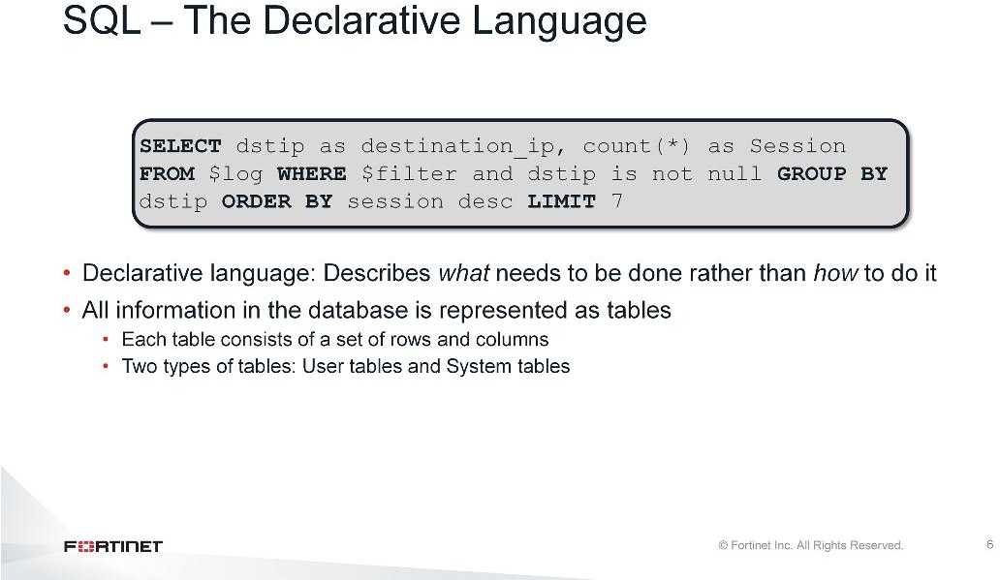 SQL – The Declarative Language
SELECT dstip as destination_ip, count(*) as Session
FROM $log WHERE $filter and dstip is not null GROUP BY
dstip ORDER BY session desc LIMIT 7
• Declarative language: Describes what needs to be done rather than how to do it
• All information in the database is represented as tables
• Each table consists of a set of rows and columns
• Two types of tables: User tables and System tables
FORTINET
© Fortinet Inc. All Rights Reserved.
6